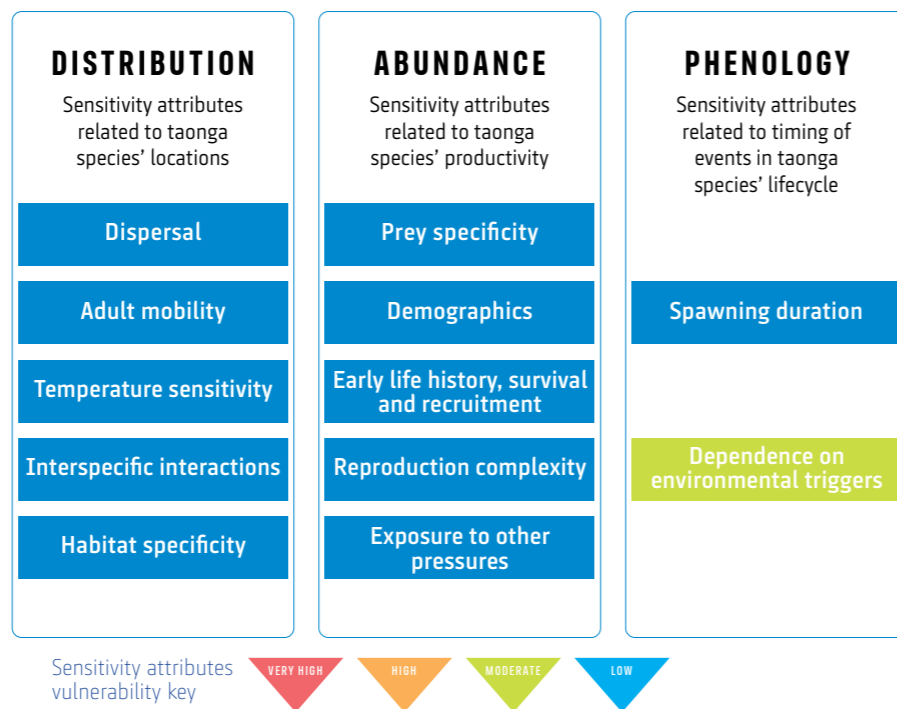 DISTRIBUTION
Sensitivity attributes
related to taonga
species’ locations
Dispersal
Adult mobility
Temperature sensitivity
Interspecific interactions
Habitat specificity
ABUNDANCE
Sensitivity attributes
related to taonga
species’ productivity
Prey specificity
Demographics
Early life history, survival
and recruitment
Reproduction complexity
Exposure to other
pressures
PHENOLOGY
Sensitivity attributes
related to timing of
events in taonga
species’ lifecycle
Spawning duration
Dependence on
environmental triggers
Sensitivity attributes
vulnerability key
VERY HIGH
HIGH
MODERATE
LOW